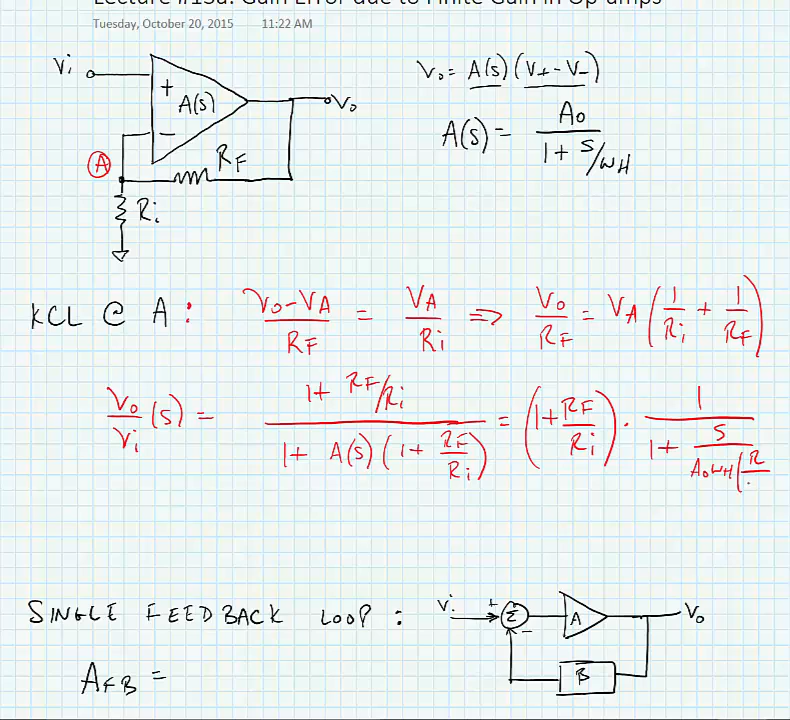 Lecture #13a: Gain Error due to Finite Gain in Op-amps
Tuesday, October 20, 2015 11:22 AM
Vi
+
A(s)
−
Vo
A
RF
Ri
Vo = A(s) (V+ − V−)
A(s) = Ao / (1 + s/ωH)
KCL @ A: (Vo − VA)/RF = VA/Ri ⇒ Vo/RF = VA (1/Ri + 1/RF)
Vo/Vi (s) = (1 + RF/Ri) / (1 + A(s) (1 + RF/Ri)) = (1 + RF/Ri) · 1 / (1 + s/(AoωH (R
SINGLE FEEDBACK LOOP:
Vi + Σ − A Vo
β
AFB =